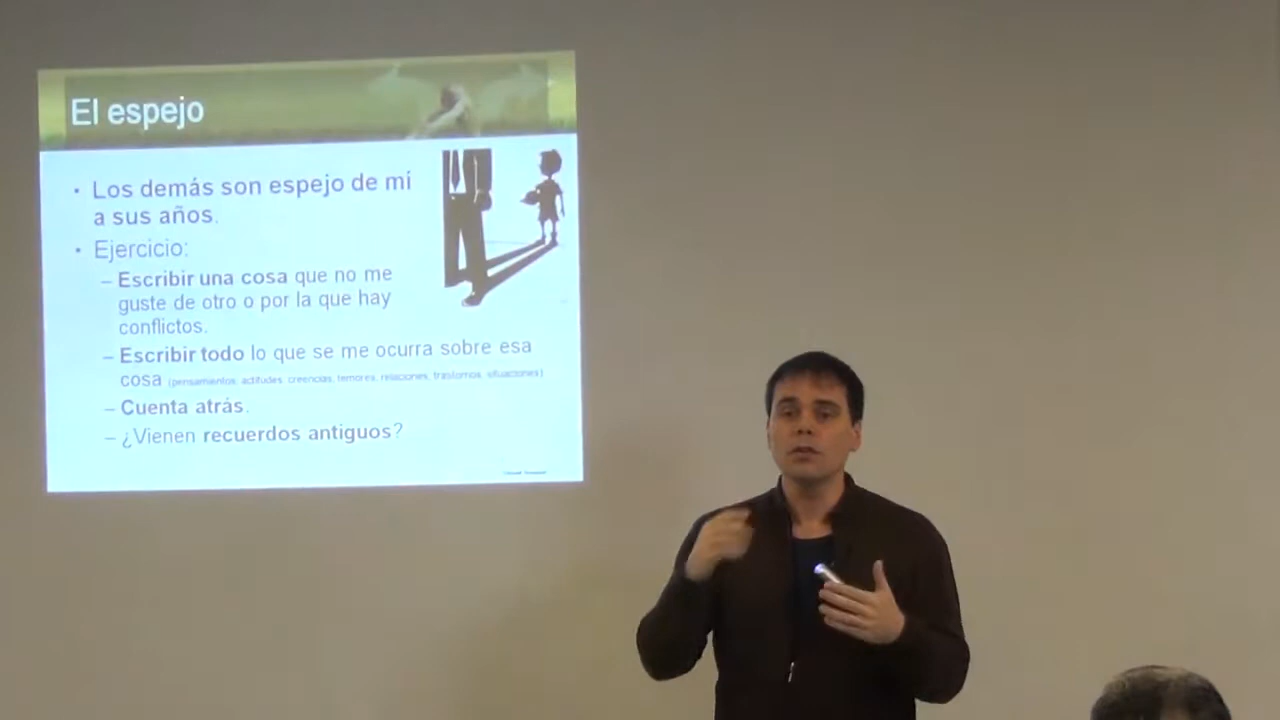 El espejo
• Los demás son espejo de mí
a sus años.
• Ejercicio:
– Escribir una cosa que no me
guste de otro o por la que hay
conflictos.
– Escribir todo lo que se me ocurra sobre esa
cosa (pensamientos, actitudes, creencias, temores, relaciones, trastornos, situaciones)
– Cuenta atrás.
– ¿Vienen recuerdos antiguos?